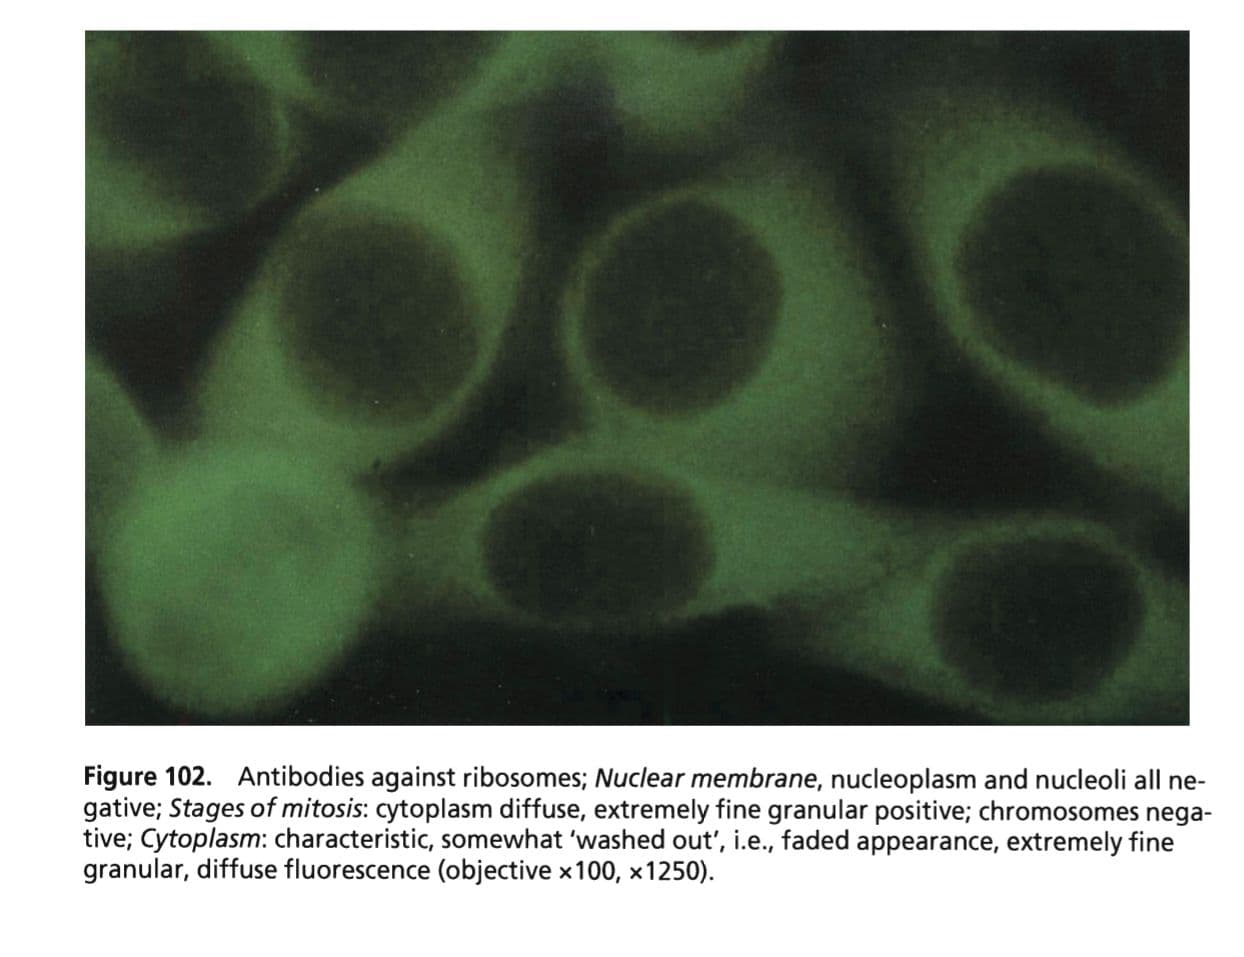 Figure 102. Antibodies against ribosomes; Nuclear membrane, nucleoplasm and nucleoli all ne-
gative; Stages of mitosis: cytoplasm diffuse, extremely fine granular positive; chromosomes nega-
tive; Cytoplasm: characteristic, somewhat ‘washed out’, i.e., faded appearance, extremely fine
granular, diffuse fluorescence (objective ×100, ×1250).